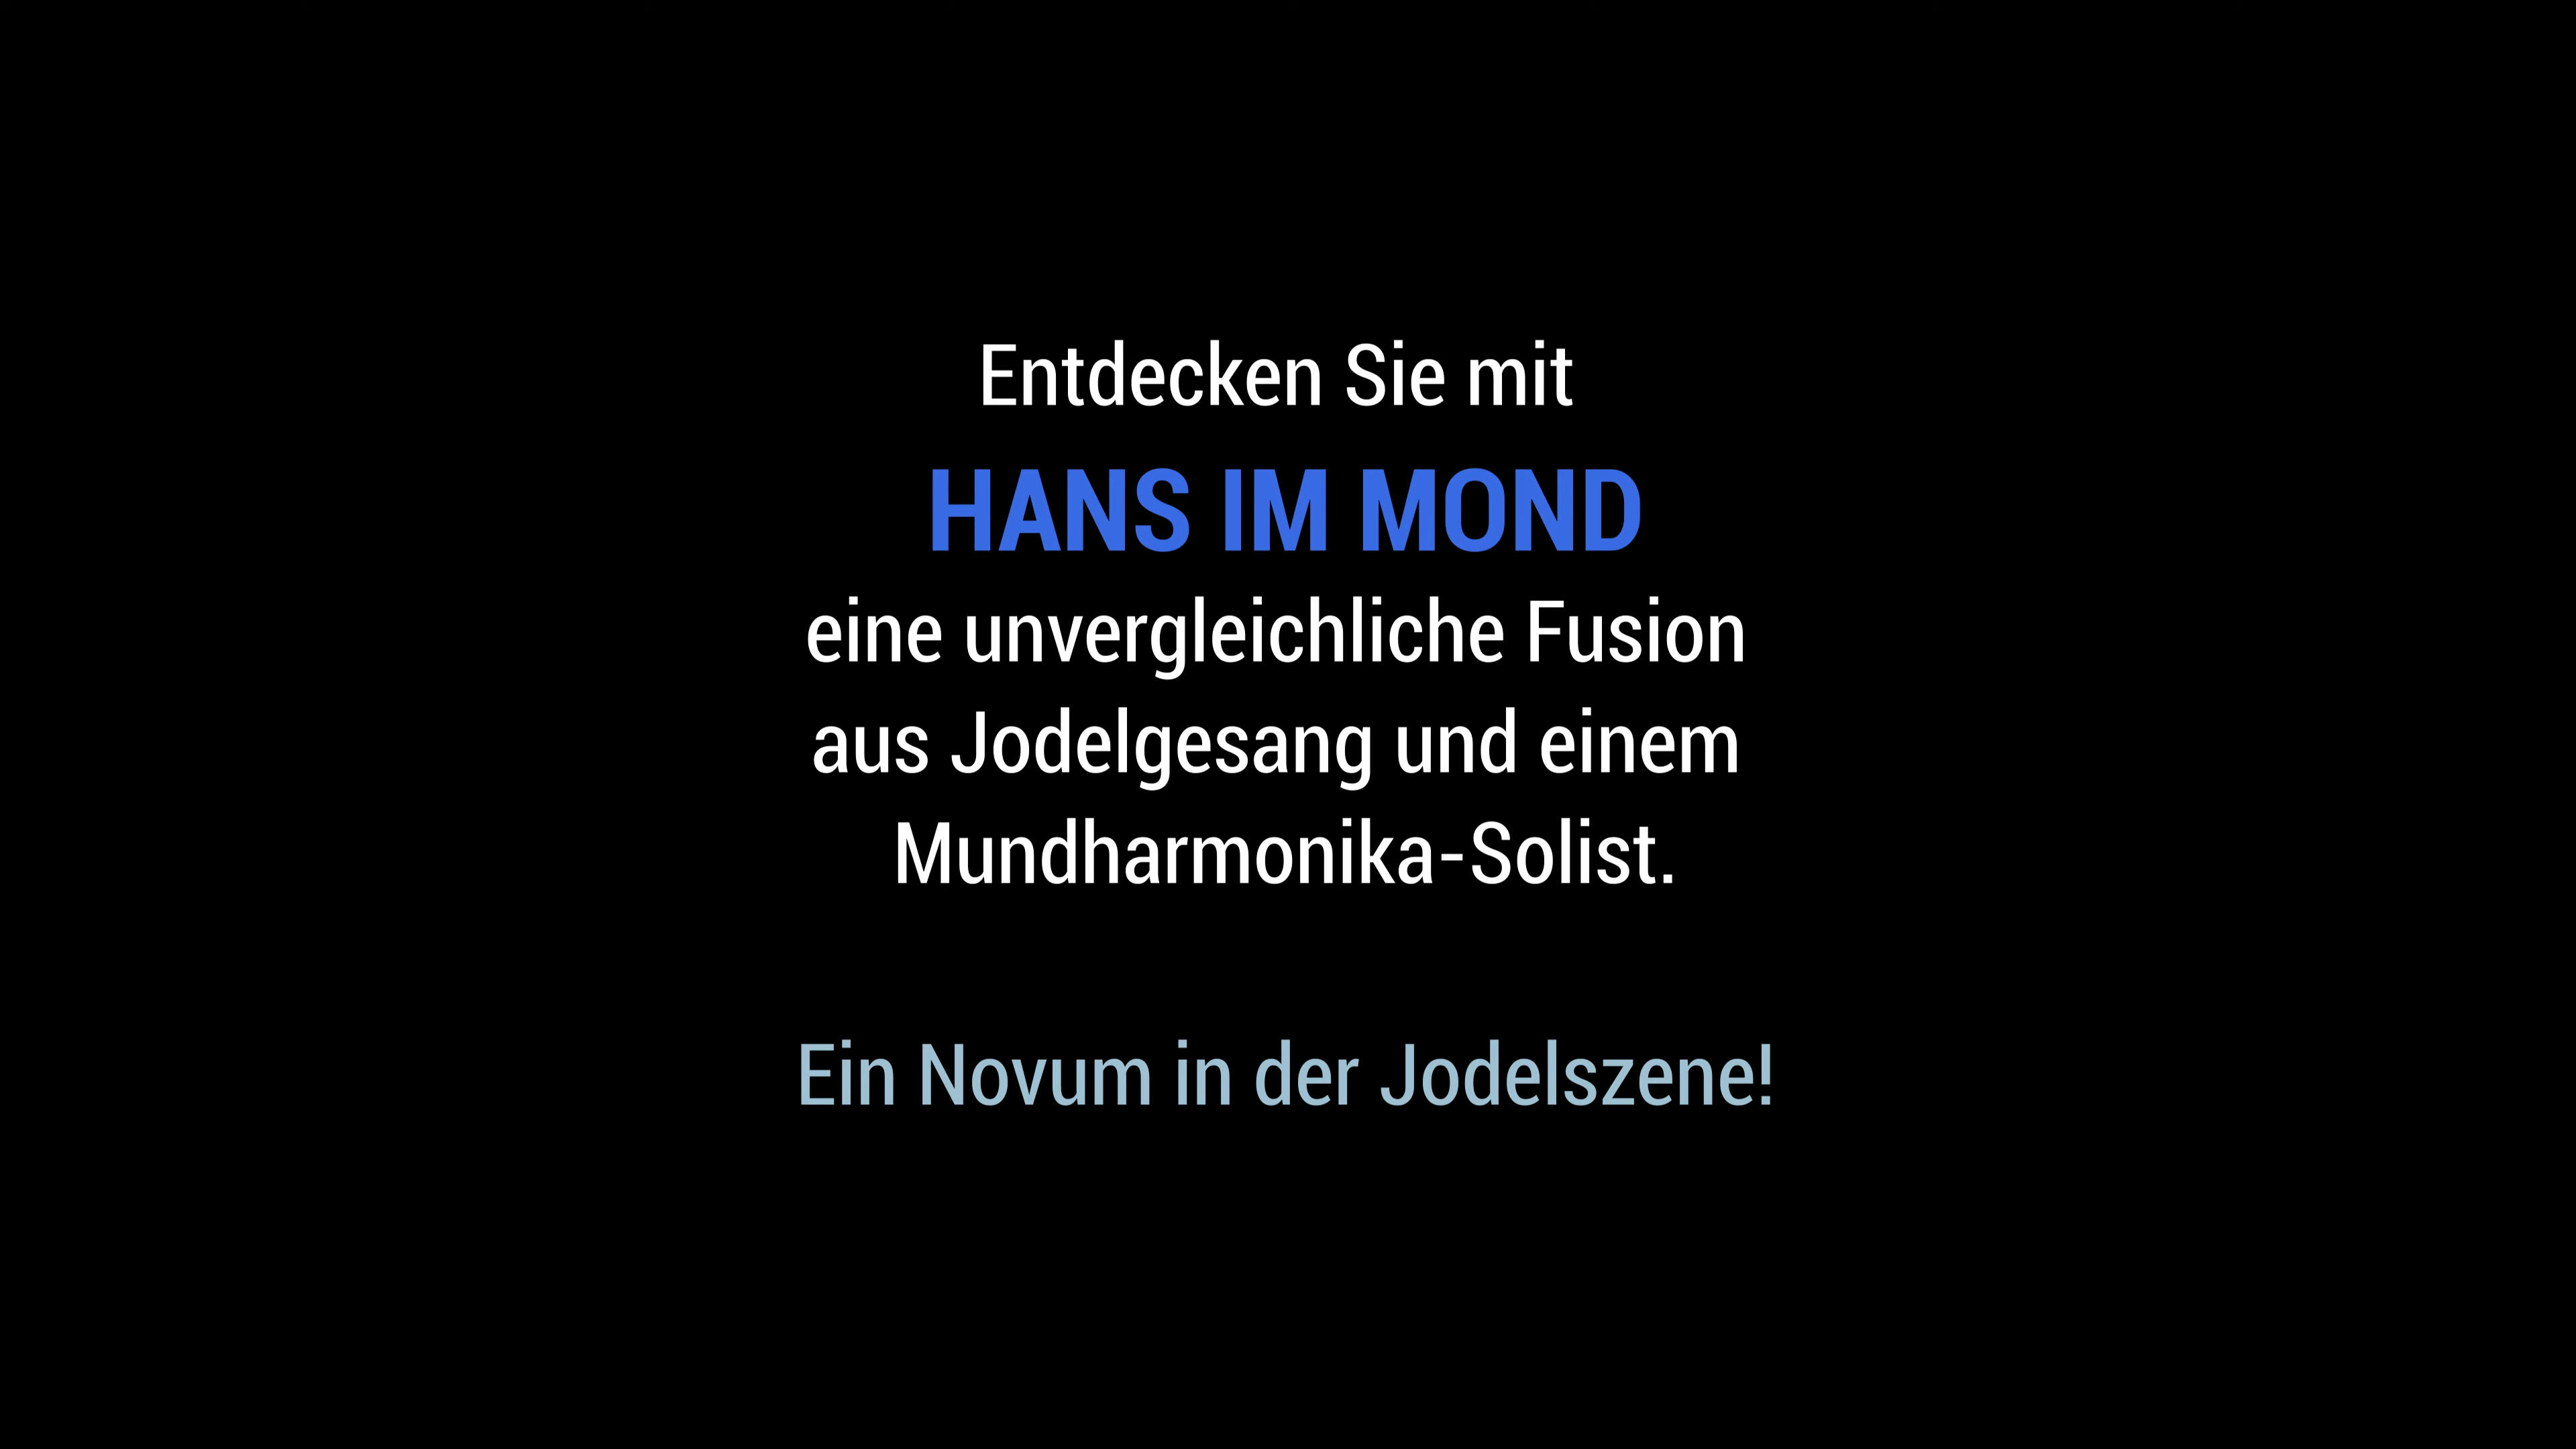 Entdecken Sie mit
HANS IM MOND
eine unvergleichliche Fusion
aus Jodelgesang und einem
Mundharmonika-Solist.
Ein Novum in der Jodelszene!